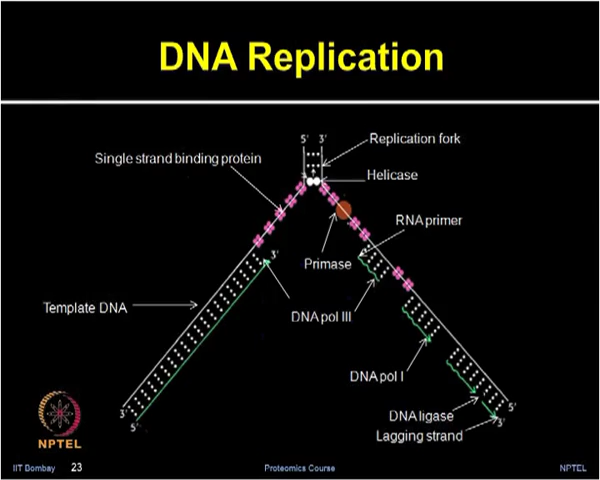 DNA Replication
5' 3'
Replication fork
Single strand binding protein
Helicase
RNA primer
Primase
3'
Template DNA
DNA pol III
DNA pol I
3'
5'
5'
DNA ligase
3'
Lagging strand
NPTEL
IIT Bombay 23 Proteomics Course NPTEL